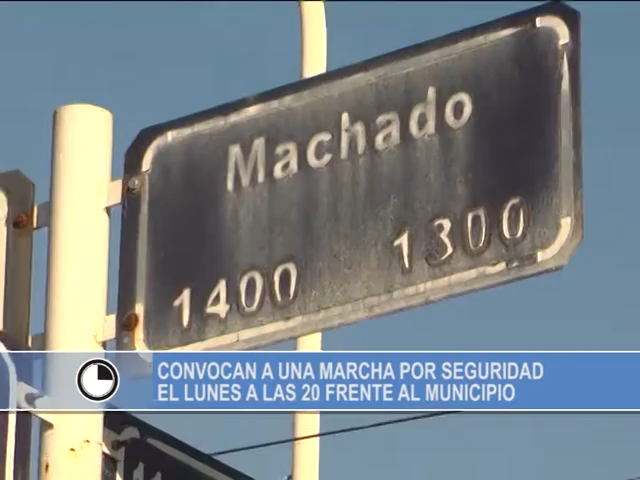 Machado
1400 1300
CONVOCAN A UNA MARCHA POR SEGURIDAD
EL LUNES A LAS 20 FRENTE AL MUNICIPIO